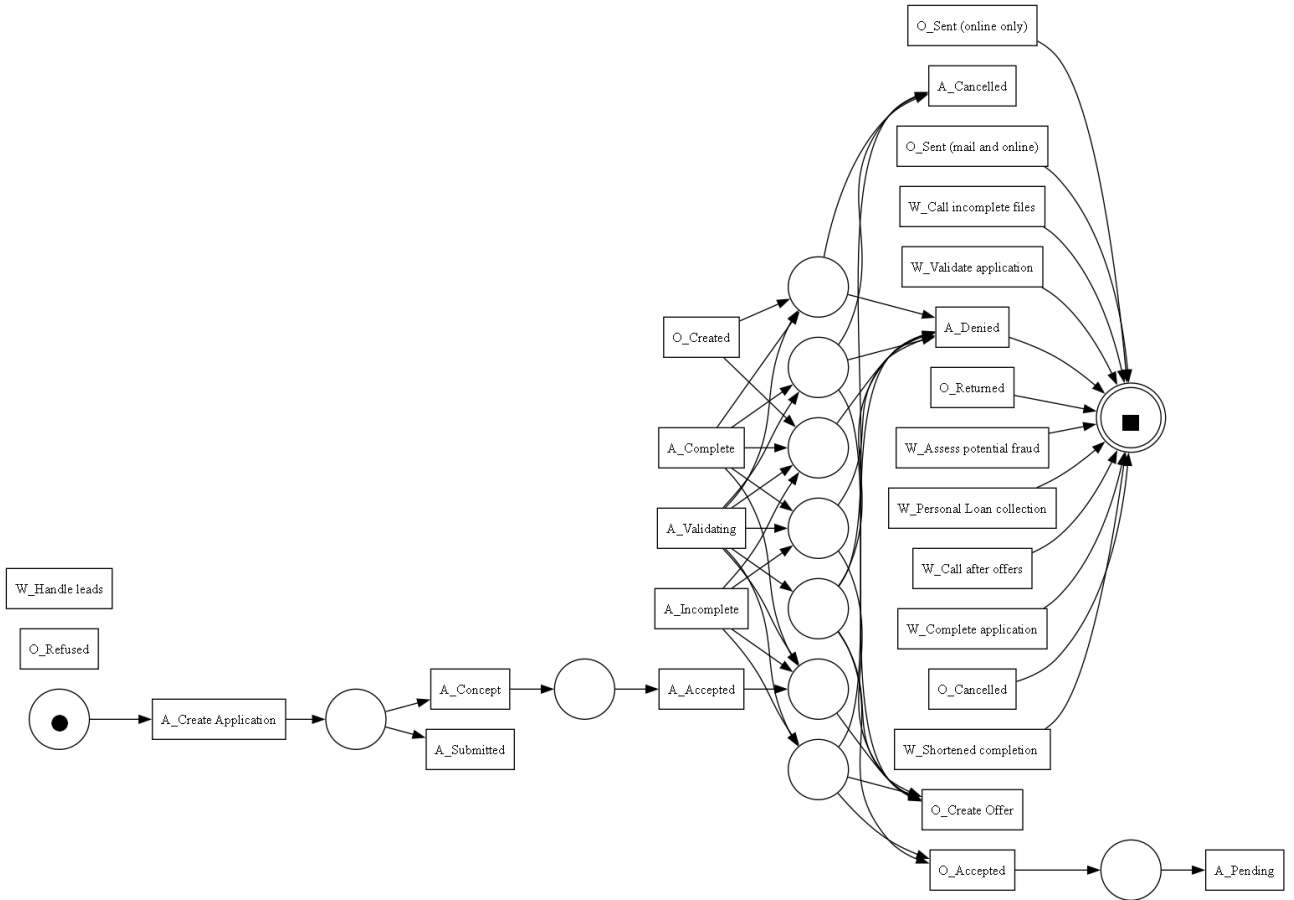 O_Sent (online only)
A_Cancelled
O_Sent (mail and online)
W_Call incomplete files
W_Validate application
O_Created
A_Denied
O_Returned
A_Complete
W_Assess potential fraud
W_Personal Loan collection
A_Validating
W_Call after offers
W_Handle leads
A_Incomplete
W_Complete application
O_Refused
A_Concept
A_Accepted
O_Cancelled
A_Create Application
A_Submitted
W_Shortened completion
O_Create Offer
O_Accepted
A_Pending